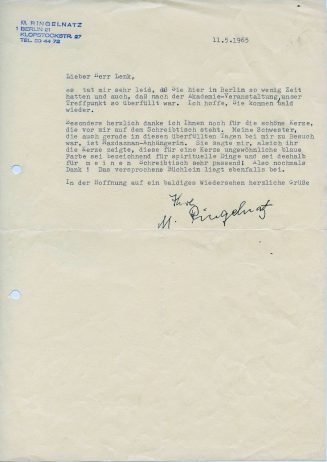 M. RINGELNATZ
1 BERLIN 21
KLOPSTOCKSTR. 27
TEL. 39 44 72
11.5.1965
Lieber Herr Lenk,
es tut mir sehr leid, daß Sie hier in Berlin so wenig Zeit
hatten und auch, daß nach der Akademie-Veranstaltung,unser
Treffpunkt so überfüllt war. Ich hoffe, Sie kommen bald
wieder.
Besonders herzlich danke ich Ihnen noch für die schöne Kerze,
die vor mir auf dem Schreibtisch steht. Meine Schwester,
die auch gerade in diesen überfüllten Tagen bei mir zu Besuch
war, ist Mazdaznan-Anhängerin. Sie sagte mir, als ich ihr
die Kerze zeigte, diese für eine Kerze ungewöhnliche blaue
Farbe sei bezeichnend für spirituelle Dinge und sei deshalb
für m e i n e n Schreibtisch sehr passend! Also nochmals
Dank ! Das versprochene Büchlein liegt ebenfalls bei.
In der Hoffnung auf ein baldiges Wiedersehen herzliche Grüße
Ihre
M. Ringelnatz